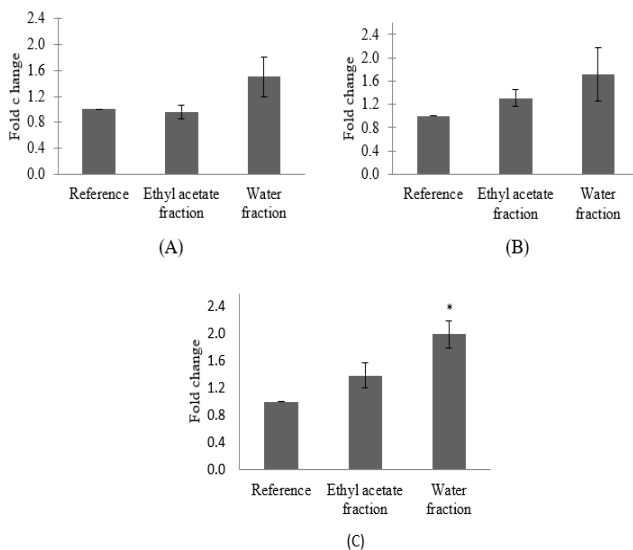 2.4
2.0
1.6
1.2
0.8
0.4
0.0
Fold c hange
Reference
Ethyl acetate
fraction
Water
fraction
(A)
2.4
2.0
1.6
1.2
0.8
0.4
0.0
Fold change
Reference
Ethyl acetate
fraction
Water
fraction
(B)
2.4
2.0
1.6
1.2
0.8
0.4
0.0
Fold change
*
Reference
Ethyl acetate
fraction
Water
fraction
(C)